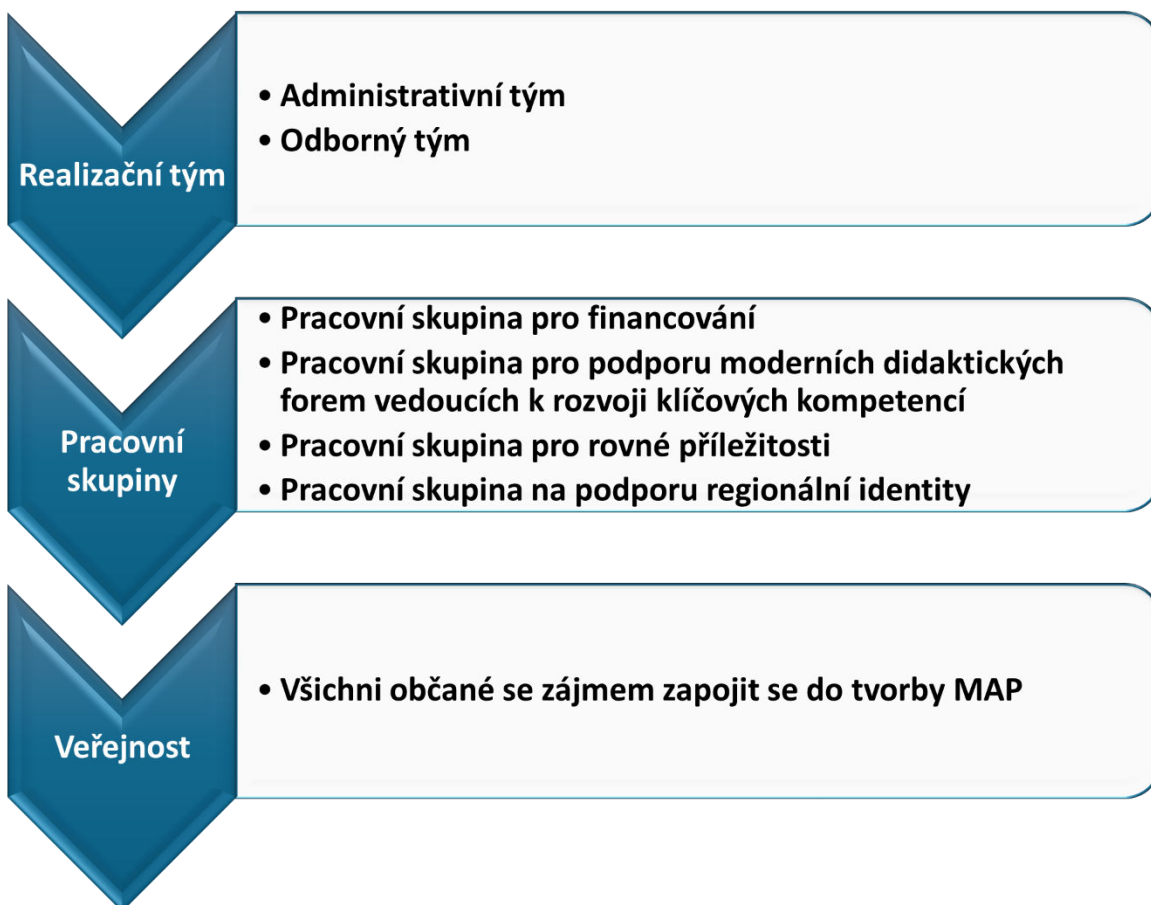 Realizační tým
• Administrativní tým
• Odborný tým
Pracovní
skupiny
• Pracovní skupina pro financování
• Pracovní skupina pro podporu moderních didaktických
forem vedoucích k rozvoji klíčových kompetencí
• Pracovní skupina pro rovné příležitosti
• Pracovní skupina na podporu regionální identity
Veřejnost
• Všichni občané se zájmem zapojit se do tvorby MAP